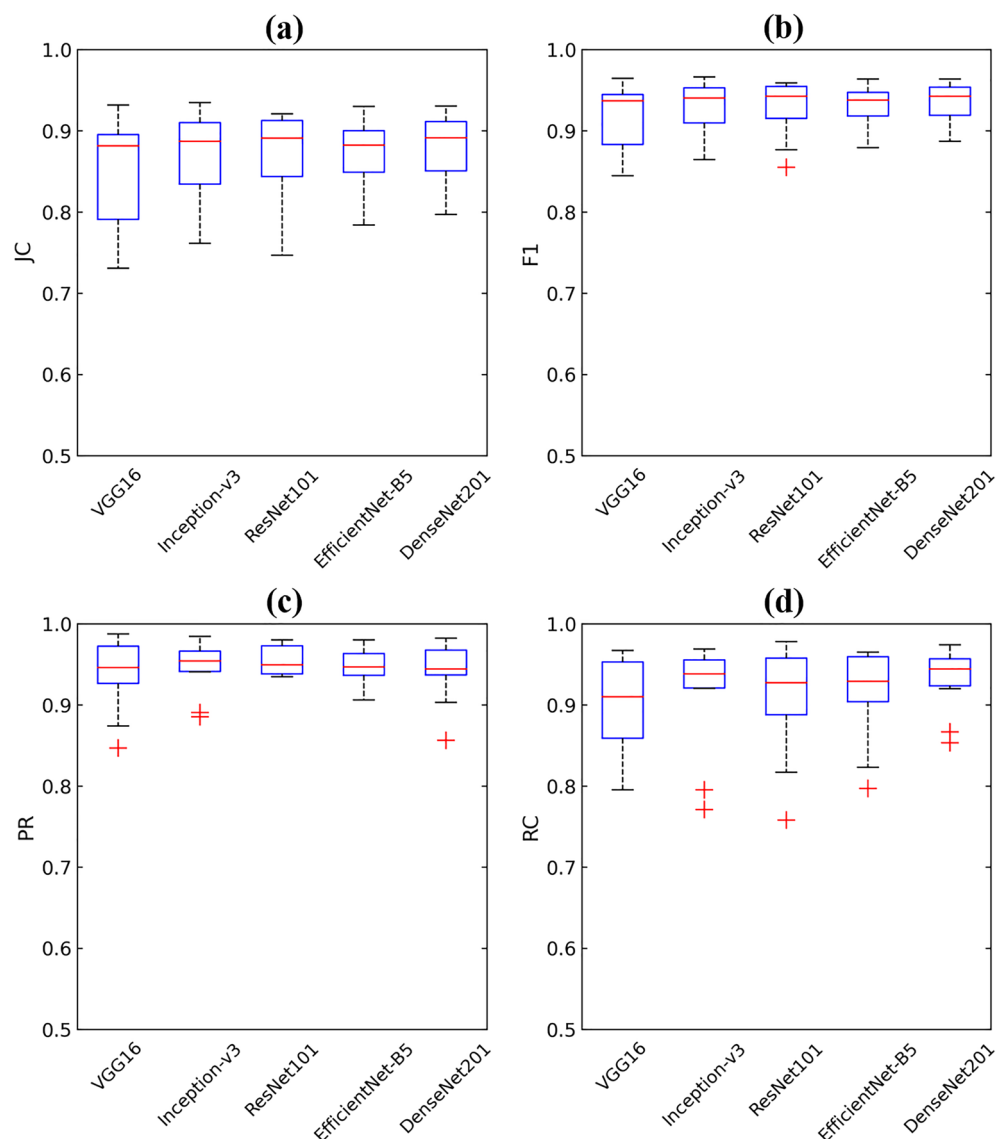 (a)
1.0
0.9
0.8
0.7
0.6
0.5
JC
VGG16
Inception-v3
ResNet101
EfficientNet-B5
DenseNet201
(b)
1.0
0.9
0.8
0.7
0.6
0.5
F1
VGG16
Inception-v3
ResNet101
EfficientNet-B5
DenseNet201
(c)
1.0
0.9
0.8
0.7
0.6
0.5
PR
VGG16
Inception-v3
ResNet101
EfficientNet-B5
DenseNet201
(d)
1.0
0.9
0.8
0.7
0.6
0.5
RC
VGG16
Inception-v3
ResNet101
EfficientNet-B5
DenseNet201